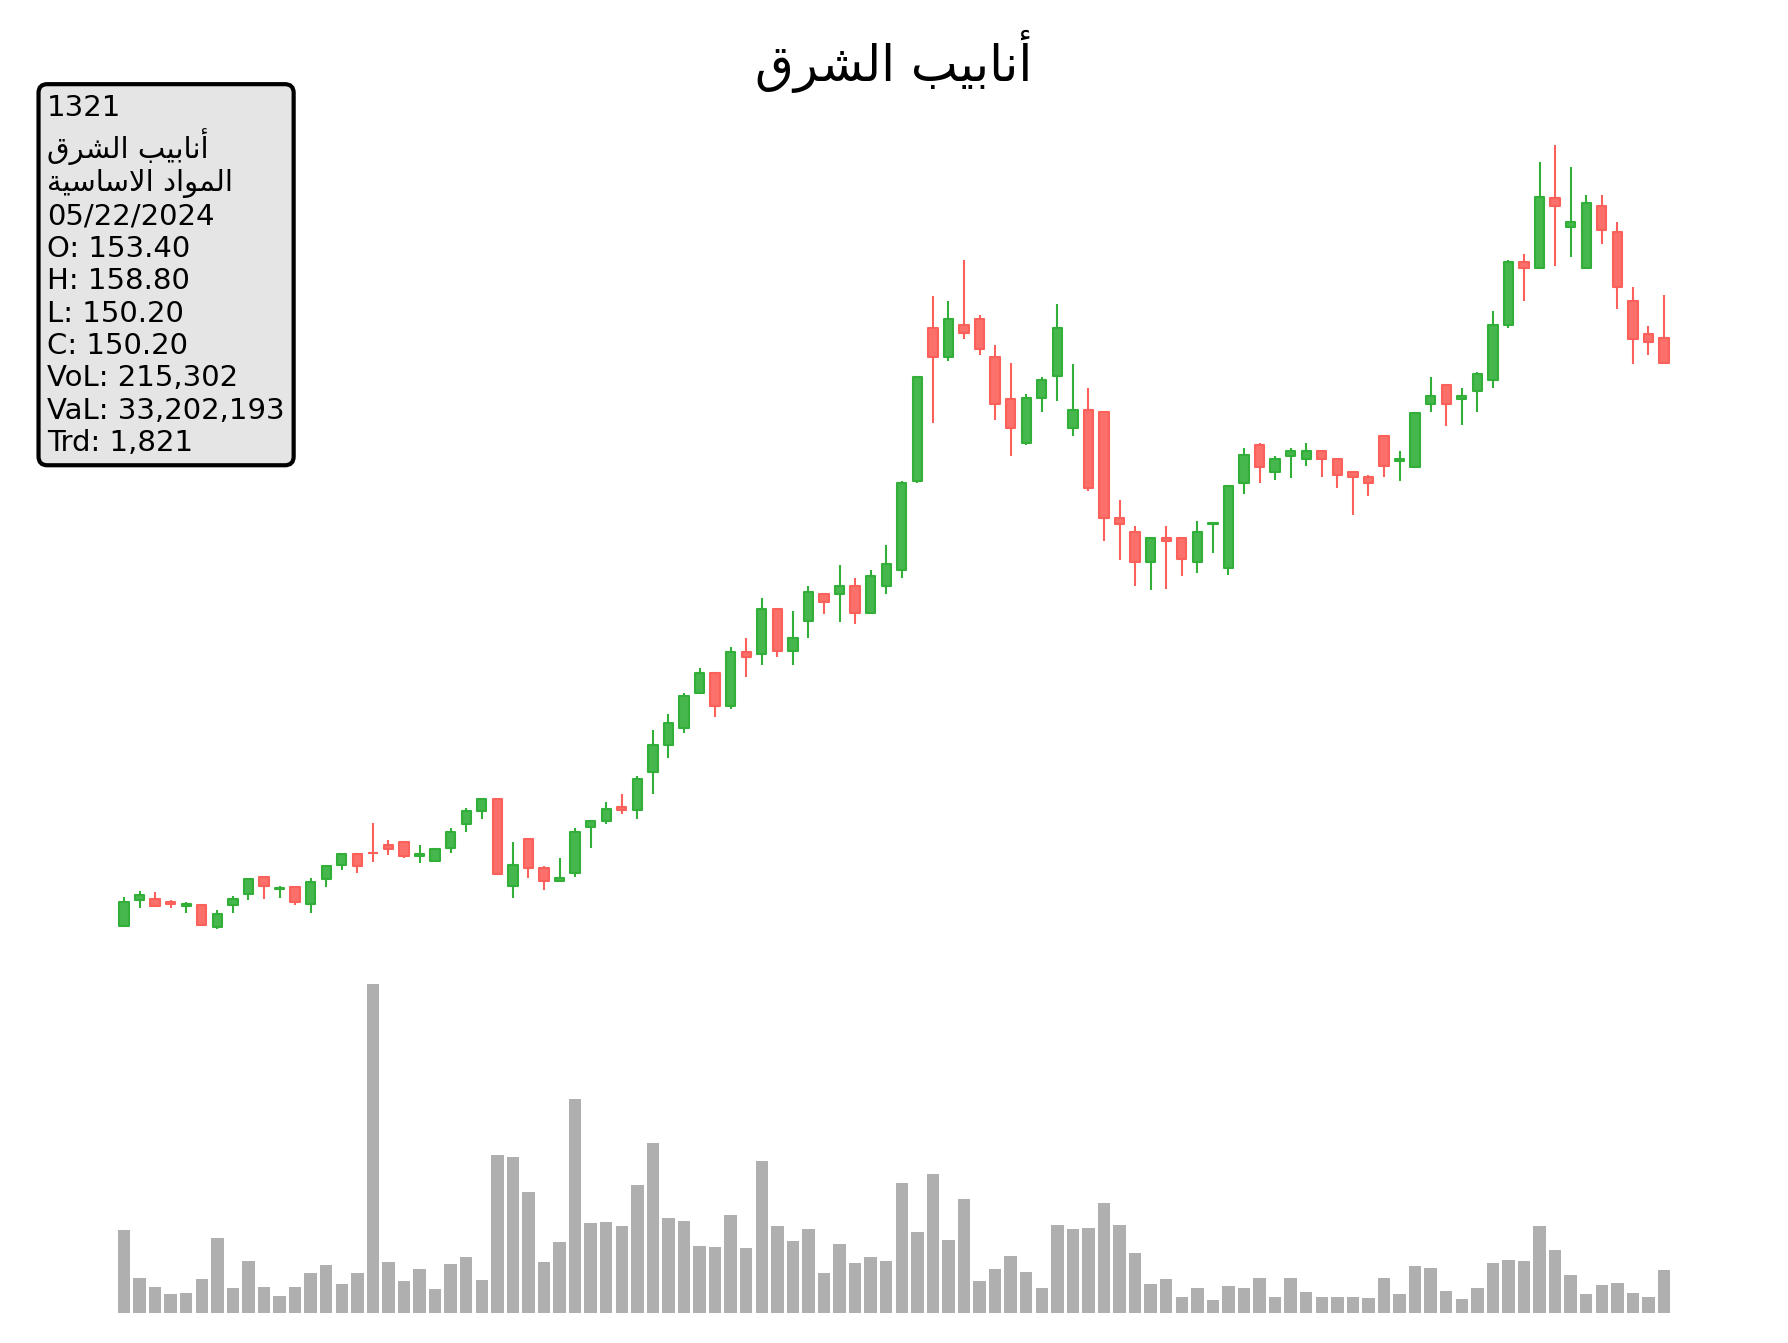 أنابيب الشرق
1321
أنابيب الشرق
المواد الاساسية
05/22/2024
O: 153.40
H: 158.80
L: 150.20
C: 150.20
VoL: 215,302
VaL: 33,202,193
Trd: 1,821